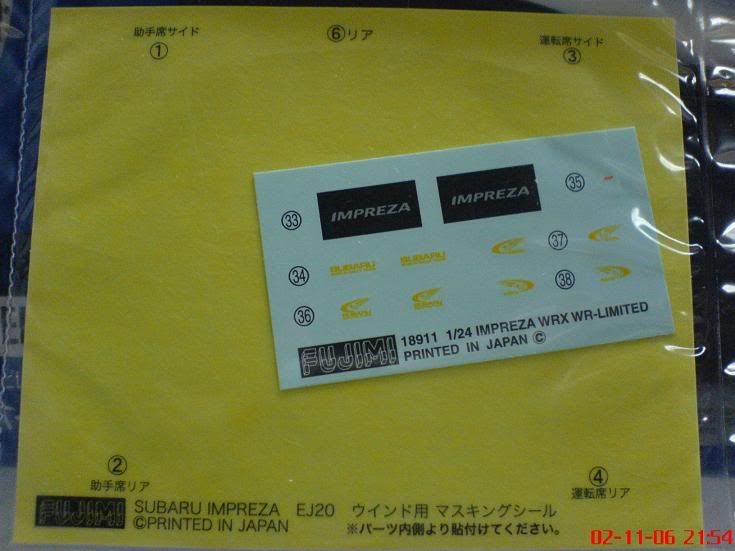 助手席サイド
①
⑥リア
運転席サイド
③
㉝
IMPREZA
IMPREZA
㉟
㉞
SUBARU
SUBARU
㊲
㊱
㊳
FUJIMI
18911 1/24 IMPREZA WRX WR-LIMITED
PRINTED IN JAPAN ©
②
助手席リア
④
運転席リア
FUJIMI
SUBARU IMPREZA EJ20 ウインド用 マスキングシール
©PRINTED IN JAPAN
※パーツ内側より貼付けてください。
02-11-06 21:54